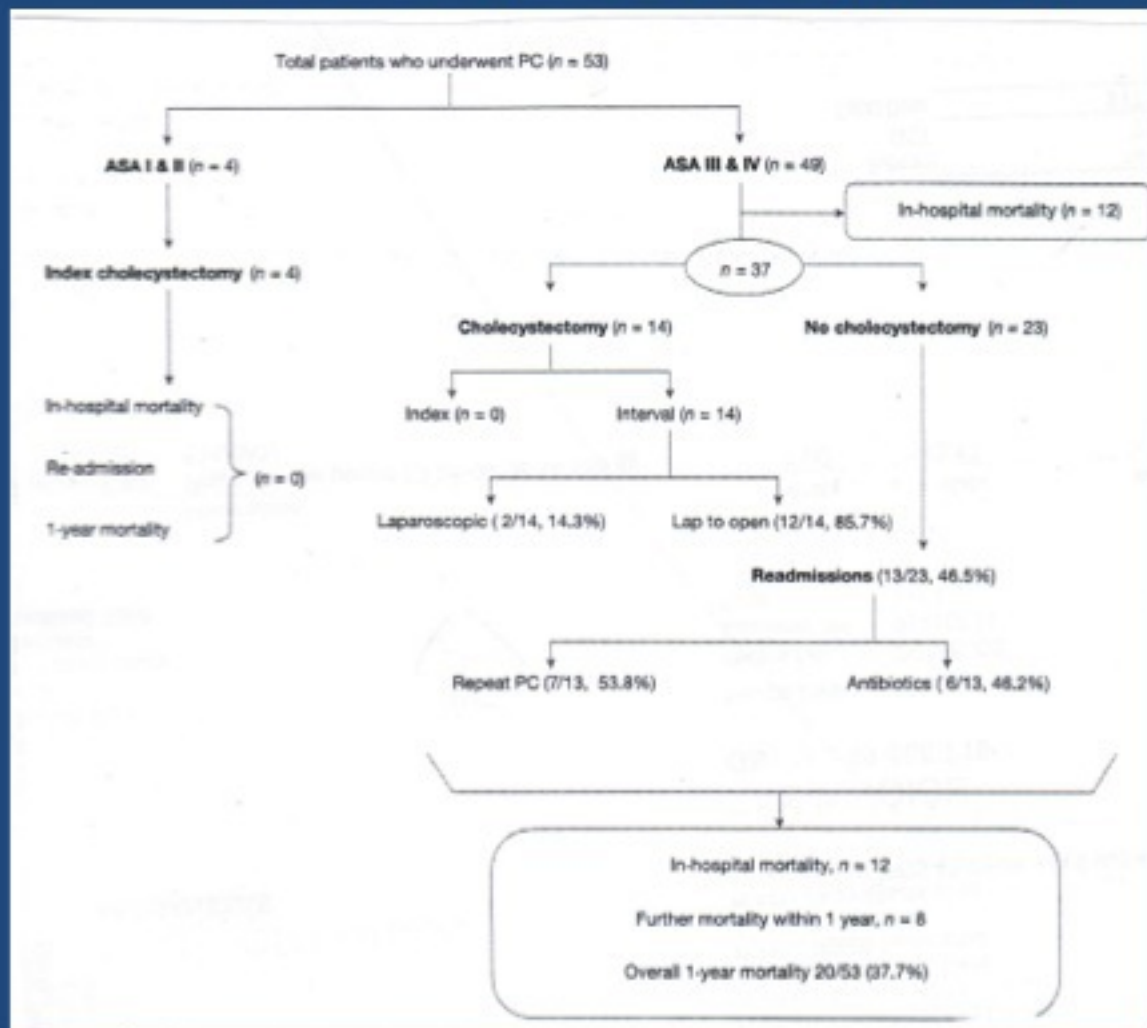 Total patients who underwent PC (n = 53)
ASA I & II (n = 4)
ASA III & IV (n = 49)
In-hospital mortality (n = 12)
n = 37
Index cholecystectomy (n = 4)
Cholecystectomy (n = 14)
No cholecystectomy (n = 23)
In-hospital mortality
Re-admission
1-year mortality
(n = 0)
Index (n = 0)
Interval (n = 14)
Laparoscopic ( 2/14, 14.3%)
Lap to open (12/14, 85.7%)
Readmissions (13/23, 46.5%)
Repeat PC (7/13, 53.8%)
Antibiotics ( 6/13, 46.2%)
In-hospital mortality, n = 12
Further mortality within 1 year, n = 8
Overall 1-year mortality 20/53 (37.7%)